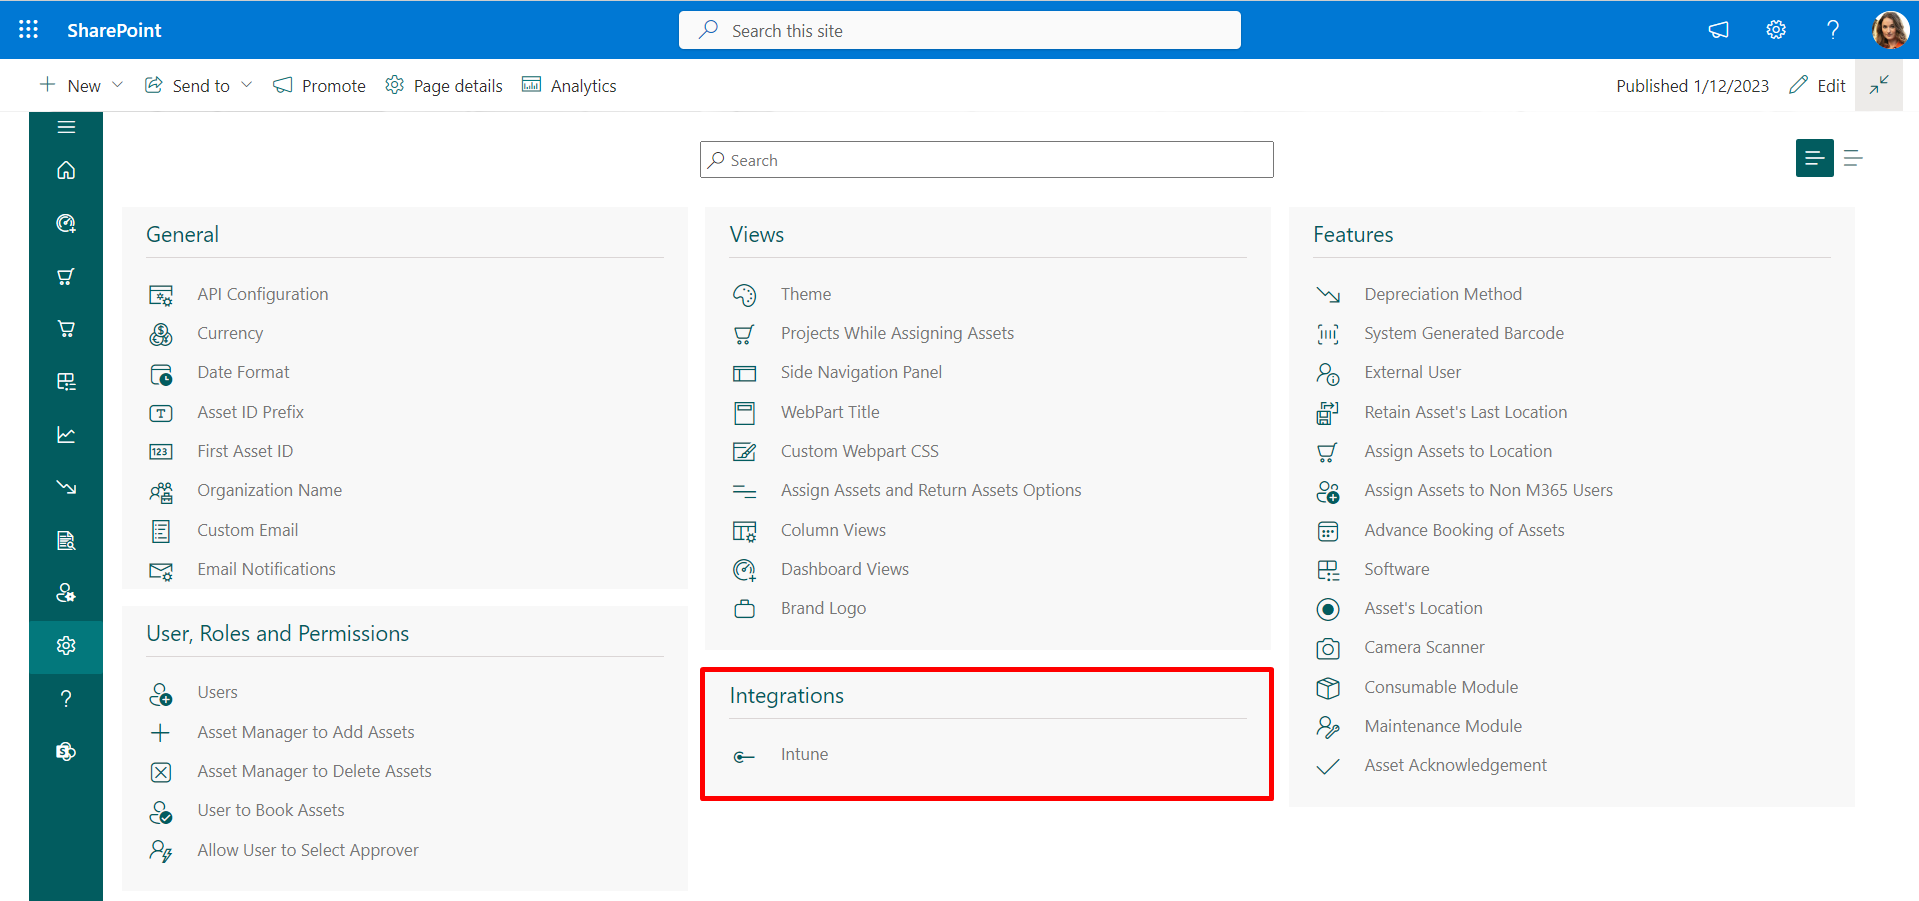 SharePoint
Search this site
New
Send to
Promote
Page details
Analytics
Published 1/12/2023
Edit
Search
General
API Configuration
Currency
Date Format
Asset ID Prefix
First Asset ID
Organization Name
Custom Email
Email Notifications
User, Roles and Permissions
Users
Asset Manager to Add Assets
Asset Manager to Delete Assets
User to Book Assets
Allow User to Select Approver
Views
Theme
Projects While Assigning Assets
Side Navigation Panel
WebPart Title
Custom Webpart CSS
Assign Assets and Return Assets Options
Column Views
Dashboard Views
Brand Logo
Integrations
Intune
Features
Depreciation Method
System Generated Barcode
External User
Retain Asset's Last Location
Assign Assets to Location
Assign Assets to Non M365 Users
Advance Booking of Assets
Software
Asset's Location
Camera Scanner
Consumable Module
Maintenance Module
Asset Acknowledgement